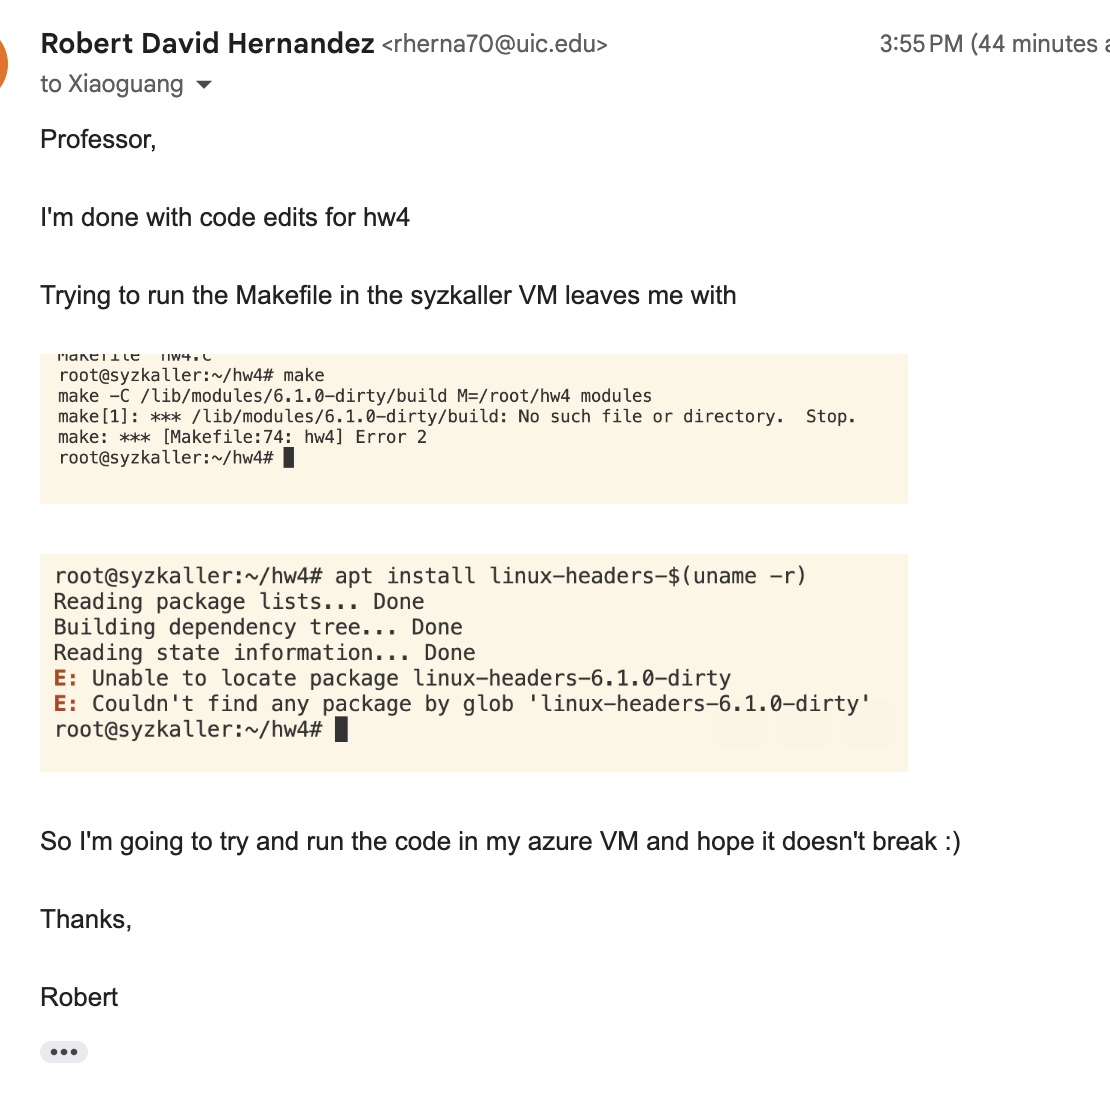 Robert David Hernandez <rherna70@uic.edu> 3:55 PM (44 minutes a
to Xiaoguang
Professor,
I'm done with code edits for hw4
Trying to run the Makefile in the syzkaller VM leaves me with
Makefile hw4.c
root@syzkaller:~/hw4# make
make -C /lib/modules/6.1.0-dirty/build M=/root/hw4 modules
make[1]: *** /lib/modules/6.1.0-dirty/build: No such file or directory.  Stop.
make: *** [Makefile:74: hw4] Error 2
root@syzkaller:~/hw4#
root@syzkaller:~/hw4# apt install linux-headers-$(uname -r)
Reading package lists... Done
Building dependency tree... Done
Reading state information... Done
E: Unable to locate package linux-headers-6.1.0-dirty
E: Couldn't find any package by glob 'linux-headers-6.1.0-dirty'
root@syzkaller:~/hw4#
So I'm going to try and run the code in my azure VM and hope it doesn't break :)
Thanks,
Robert